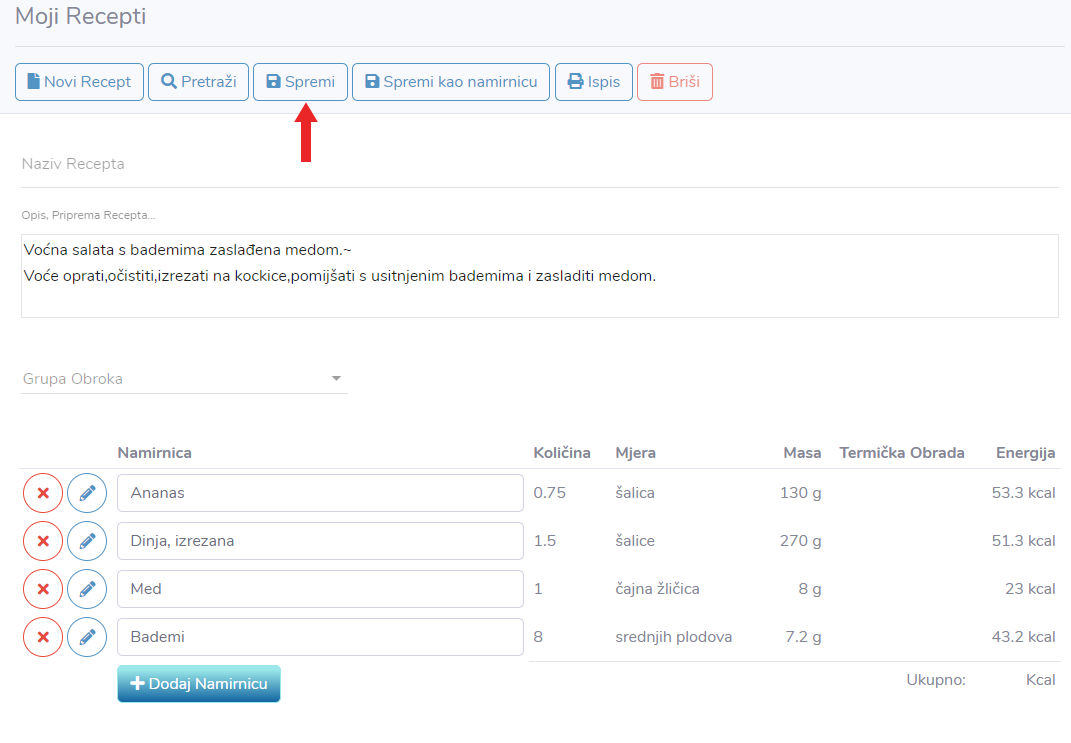 Moji Recepti
Novi Recept Pretraži Spremi Spremi kao namirnicu Ispis Briši
Naziv Recepta
Opis, Priprema Recepta...
Voćna salata s bademima zaslađena medom.~
Voće oprati,očistiti,izrezati na kockice,pomijšati s usitnjenim bademima i zasladiti medom.
Grupa Obroka
Namirnica Količina Mjera Masa Termička Obrada Energija
Ananas 0.75 šalica 130 g 53.3 kcal
Dinja, izrezana 1.5 šalice 270 g 51.3 kcal
Med 1 čajna žličica 8 g 23 kcal
Bademi 8 srednjih plodova 7.2 g 43.2 kcal
Dodaj Namirnicu Ukupno: Kcal